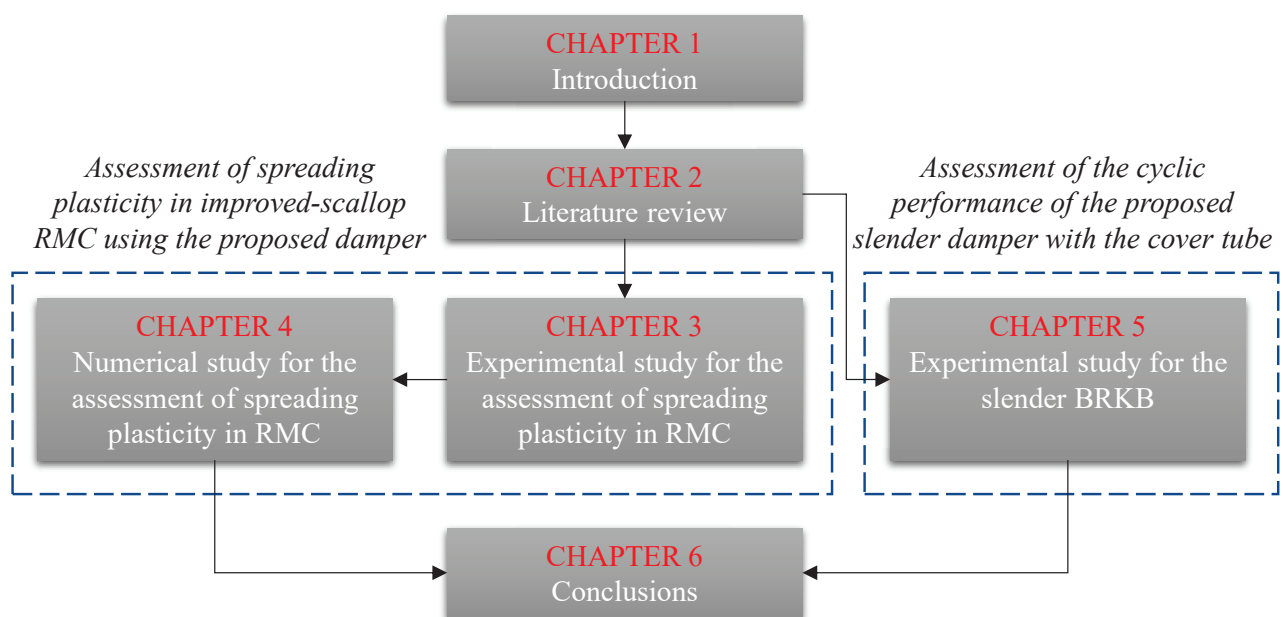 CHAPTER 1
Introduction
Assessment of spreading
plasticity in improved-scallop
RMC using the proposed damper
CHAPTER 2
Literature review
Assessment of the cyclic
performance of the proposed
slender damper with the cover tube
CHAPTER 4
Numerical study for the
assessment of spreading
plasticity in RMC
CHAPTER 3
Experimental study for the
assessment of spreading
plasticity in RMC
CHAPTER 5
Experimental study for the
slender BRKB
CHAPTER 6
Conclusions